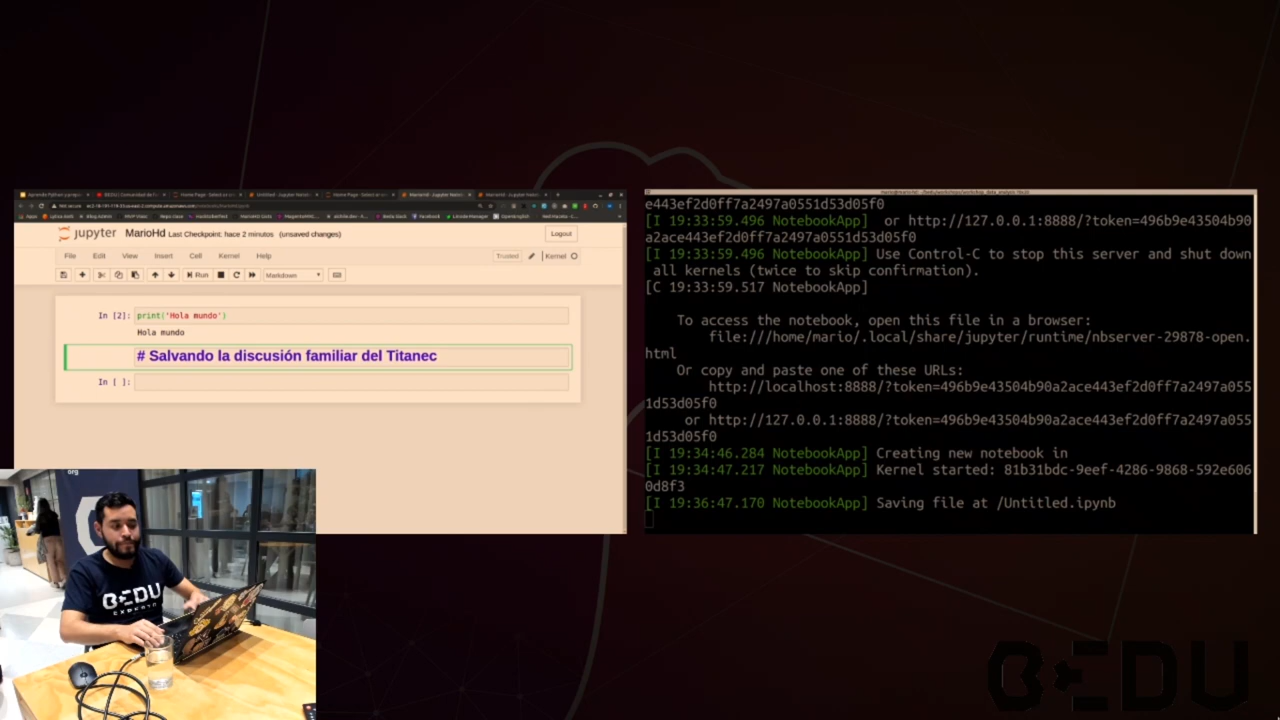 jupyter MarioHd Last Checkpoint: hace 2 minutos (unsaved changes) Logout
File Edit View Insert Cell Kernel Help Trusted Kernel
Run Markdown
In [2]: print('Hola mundo')
Hola mundo
# Salvando la discusión familiar del Titanec
In [ ]:
e443ef2d0ff7a2497a0551d53d05f0
[I 19:33:59.496 NotebookApp] or http://127.0.0.1:8888/?token=496b9e43504b90
a2ace443ef2d0ff7a2497a0551d53d05f0
[I 19:33:59.496 NotebookApp] Use Control-C to stop this server and shut down
all kernels (twice to skip confirmation).
[C 19:33:59.517 NotebookApp]
To access the notebook, open this file in a browser:
file:///home/mario/.local/share/jupyter/runtime/nbserver-29878-open.
html
Or copy and paste one of these URLs:
http://localhost:8888/?token=496b9e43504b90a2ace443ef2d0ff7a2497a055
1d53d05f0
or http://127.0.0.1:8888/?token=496b9e43504b90a2ace443ef2d0ff7a2497a055
1d53d05f0
[I 19:34:46.284 NotebookApp] Creating new notebook in
[I 19:34:47.217 NotebookApp] Kernel started: 81b31bdc-9eef-4286-9868-592e606
0d8f3
[I 19:36:47.170 NotebookApp] Saving file at /Untitled.ipynb
.org
BEDU
EXPERTO
BEDU